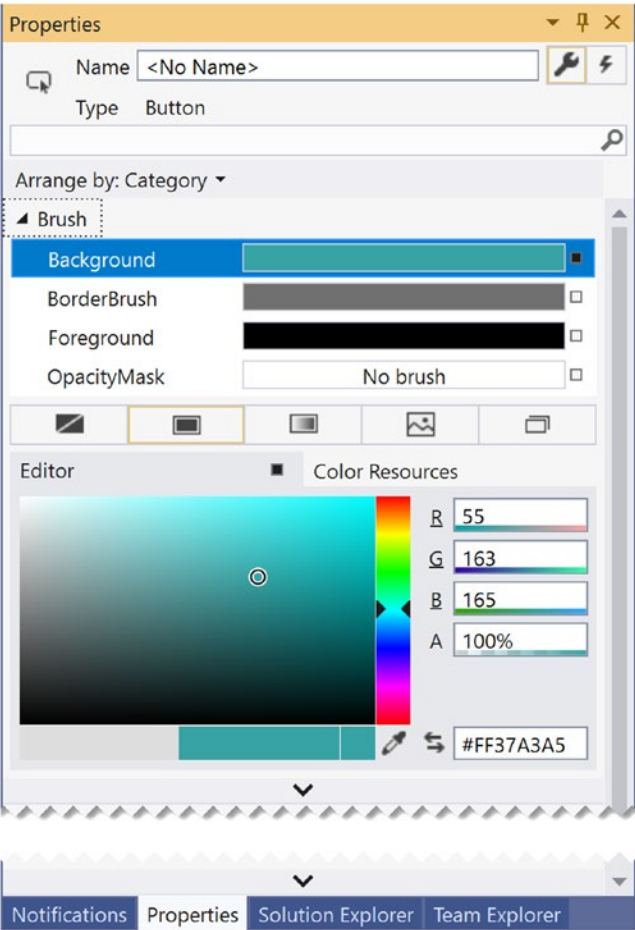 Properties
Name <No Name>
Type Button
Arrange by: Category
Brush
Background
BorderBrush
Foreground
OpacityMask No brush
Editor Color Resources
R 55
G 163
B 165
A 100%
#FF37A3A5
Notifications Properties Solution Explorer Team Explorer